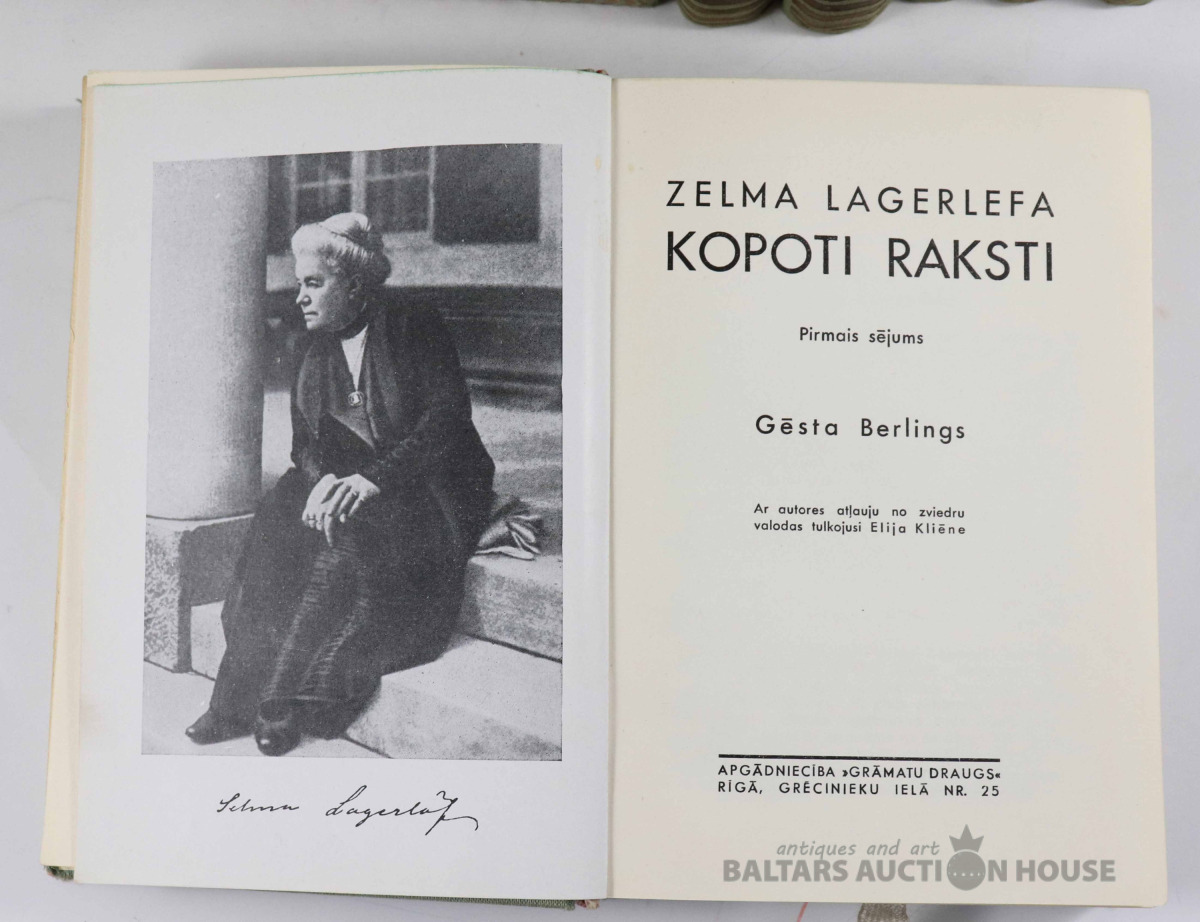 Selma Lagerlöf
ZELMA LAGERLEFA
KOPOTI RAKSTI
Pirmais sējums
Gēsta Berlings
Ar autores atļauju no zviedru
valodas tulkojusi Elija Kliēne
APGĀDNIECĪBA »GRĀMATU DRAUGS«
RĪGĀ, GRĒCINIEKU IELĀ NR. 25
antiques and art
BALTARS AUCTION HOUSE